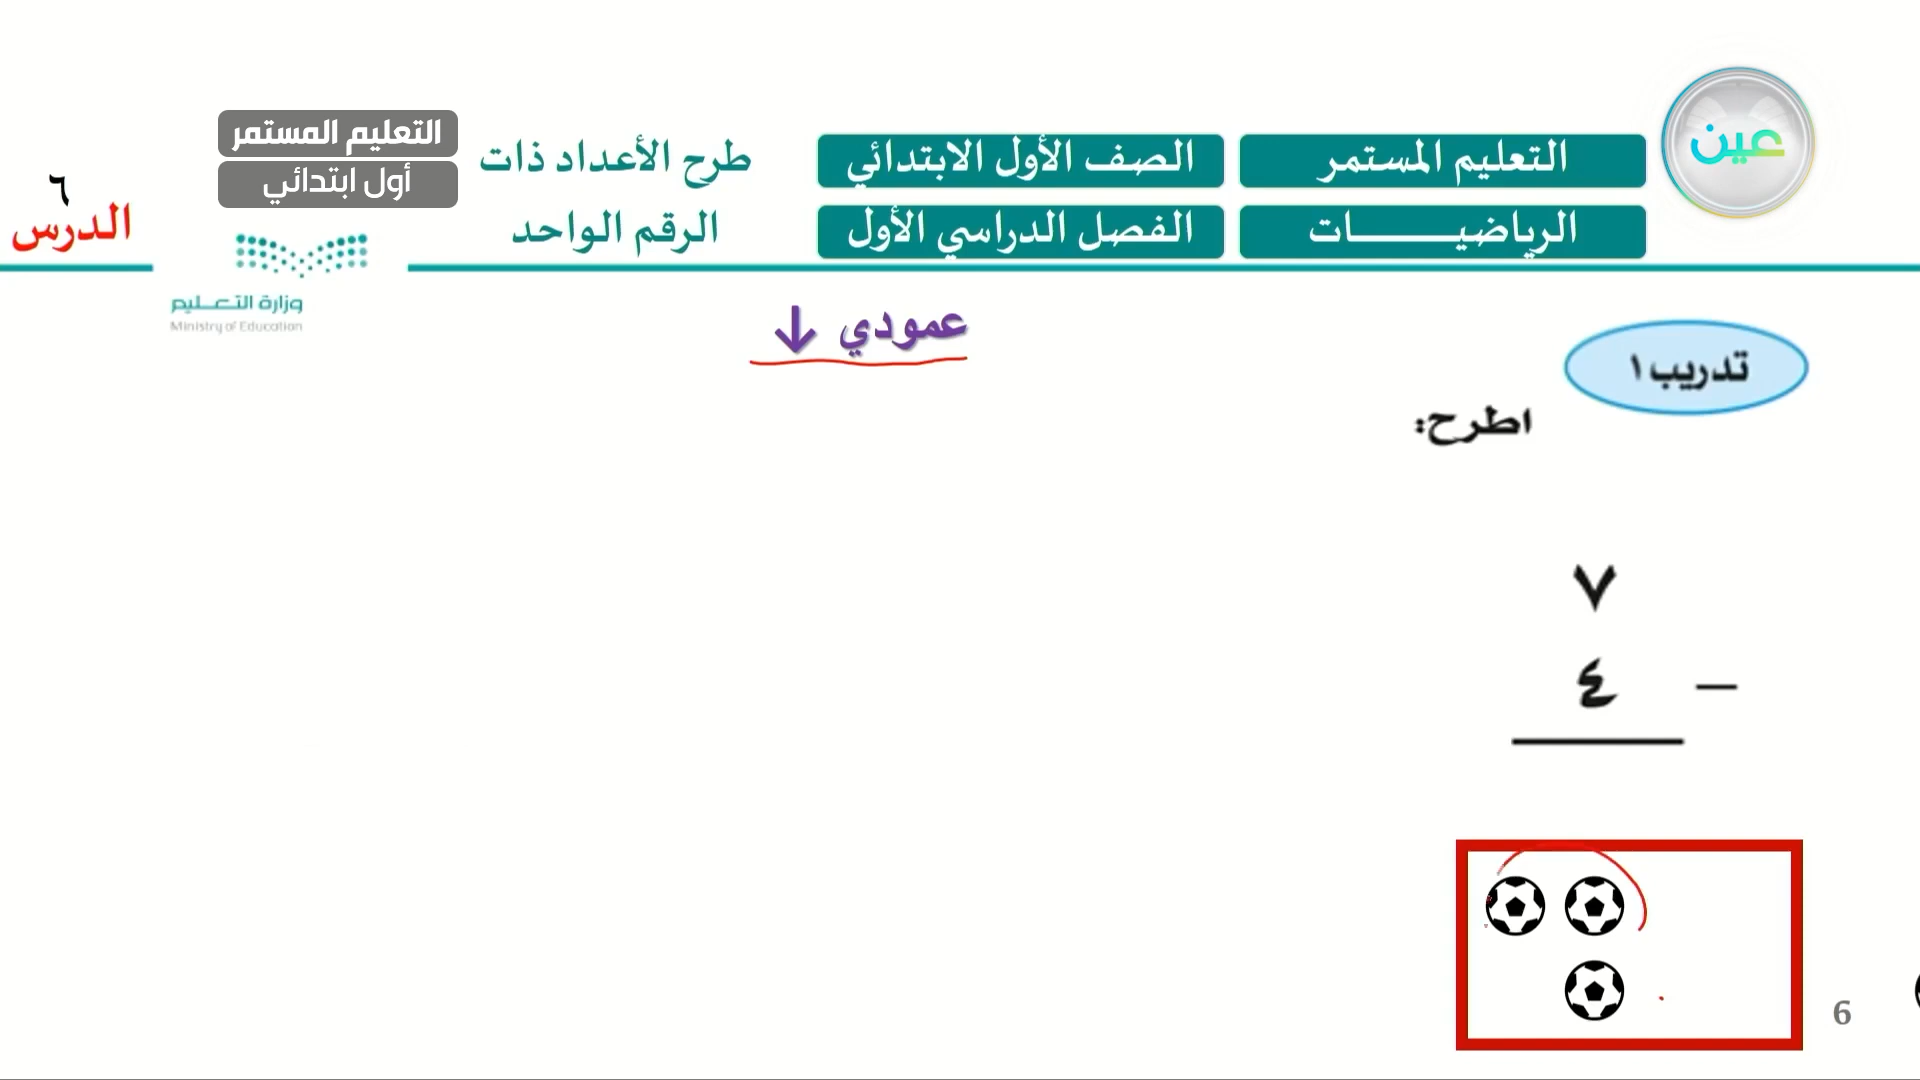 عين
التعليم المستمر
الصف الأول الابتدائي
طرح الأعداد ذات
التعليم المستمر
أول ابتدائي
٦
الرياضيـــــات
الفصل الدراسي الأول
الرقم الواحد
الدرس
وزارة التعـليم
Ministry of Education
عمودي ↓
تدريب ١
اطرح:
٧
− ٤
6